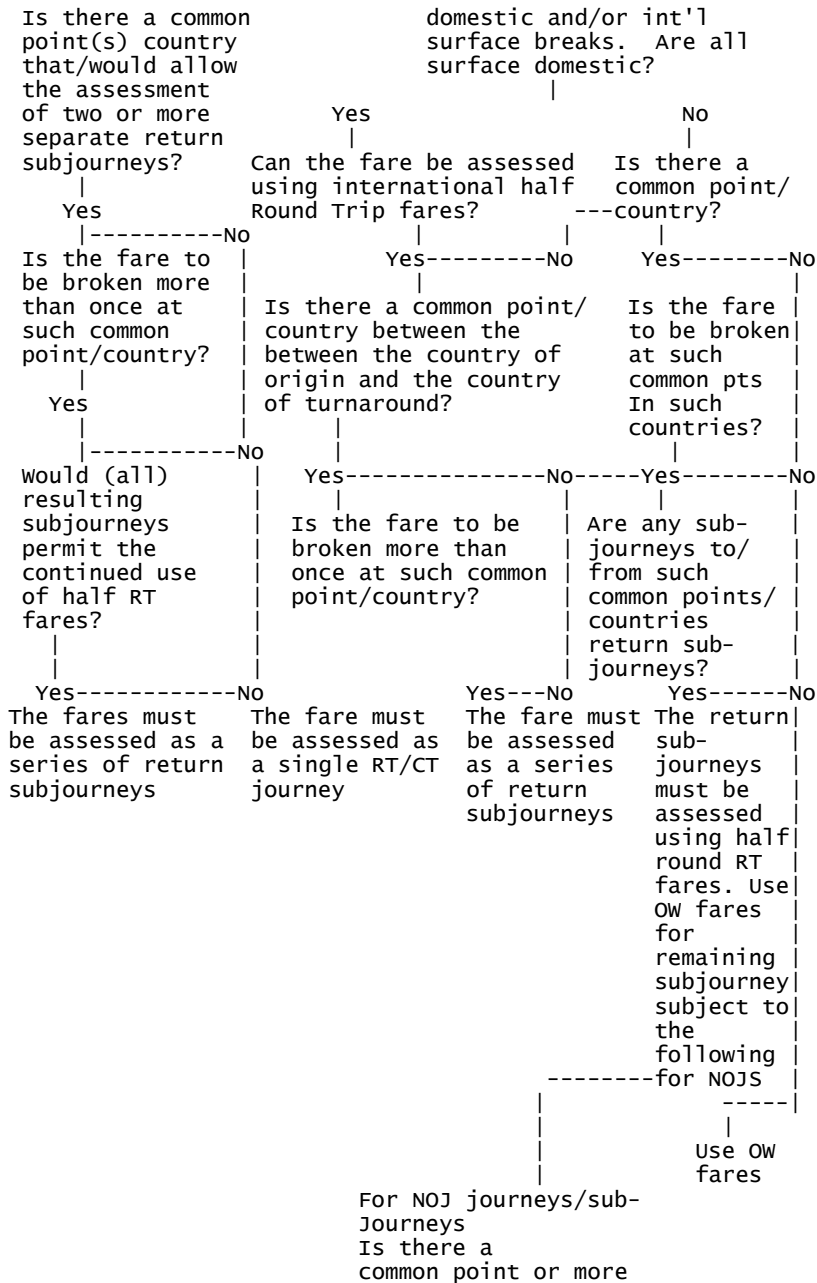 Is there a common domestic and/or int'l
point(s) country surface breaks. Are all
that/would allow surface domestic?
the assessment |
of two or more Yes No
separate return | |
subjourneys? Can the fare be assessed Is there a
| using international half common point/
Yes Round Trip fares? ---country?
|----------No | | |
Is the fare to | Yes---------No Yes--------No
be broken more | | |
than once at | Is there a common point/ Is the fare |
such common | country between the to be broken|
point/country? | between the country of at such |
| | origin and the country common pts |
Yes | of turnaround? In such |
| | | countries? |
|-----------No | | |
Would (all) | Yes---------------No-----Yes--------No
resulting | | | | |
subjourneys | Is the fare to be | Are any sub- |
permit the | broken more than | journeys to/ |
continued use | once at such common | from such |
of half RT | point/country? | common points/ |
fares? | | countries |
| | | return sub- |
| | | journeys? |
Yes------------No Yes---No Yes------No
The fares must The fare must The fare must The return|
be assessed as a be assessed as be assessed sub- |
series of return a single RT/CT as a series journeys |
subjourneys journey of return must be |
subjourneys assessed |
using half|
round RT |
fares. Use|
OW fares |
for |
remaining |
subjourney|
subject to|
the |
following |
--------for NOJS |
| -----|
| |
| Use OW
| fares
For NOJ journeys/sub-
Journeys
Is there a
common point or more